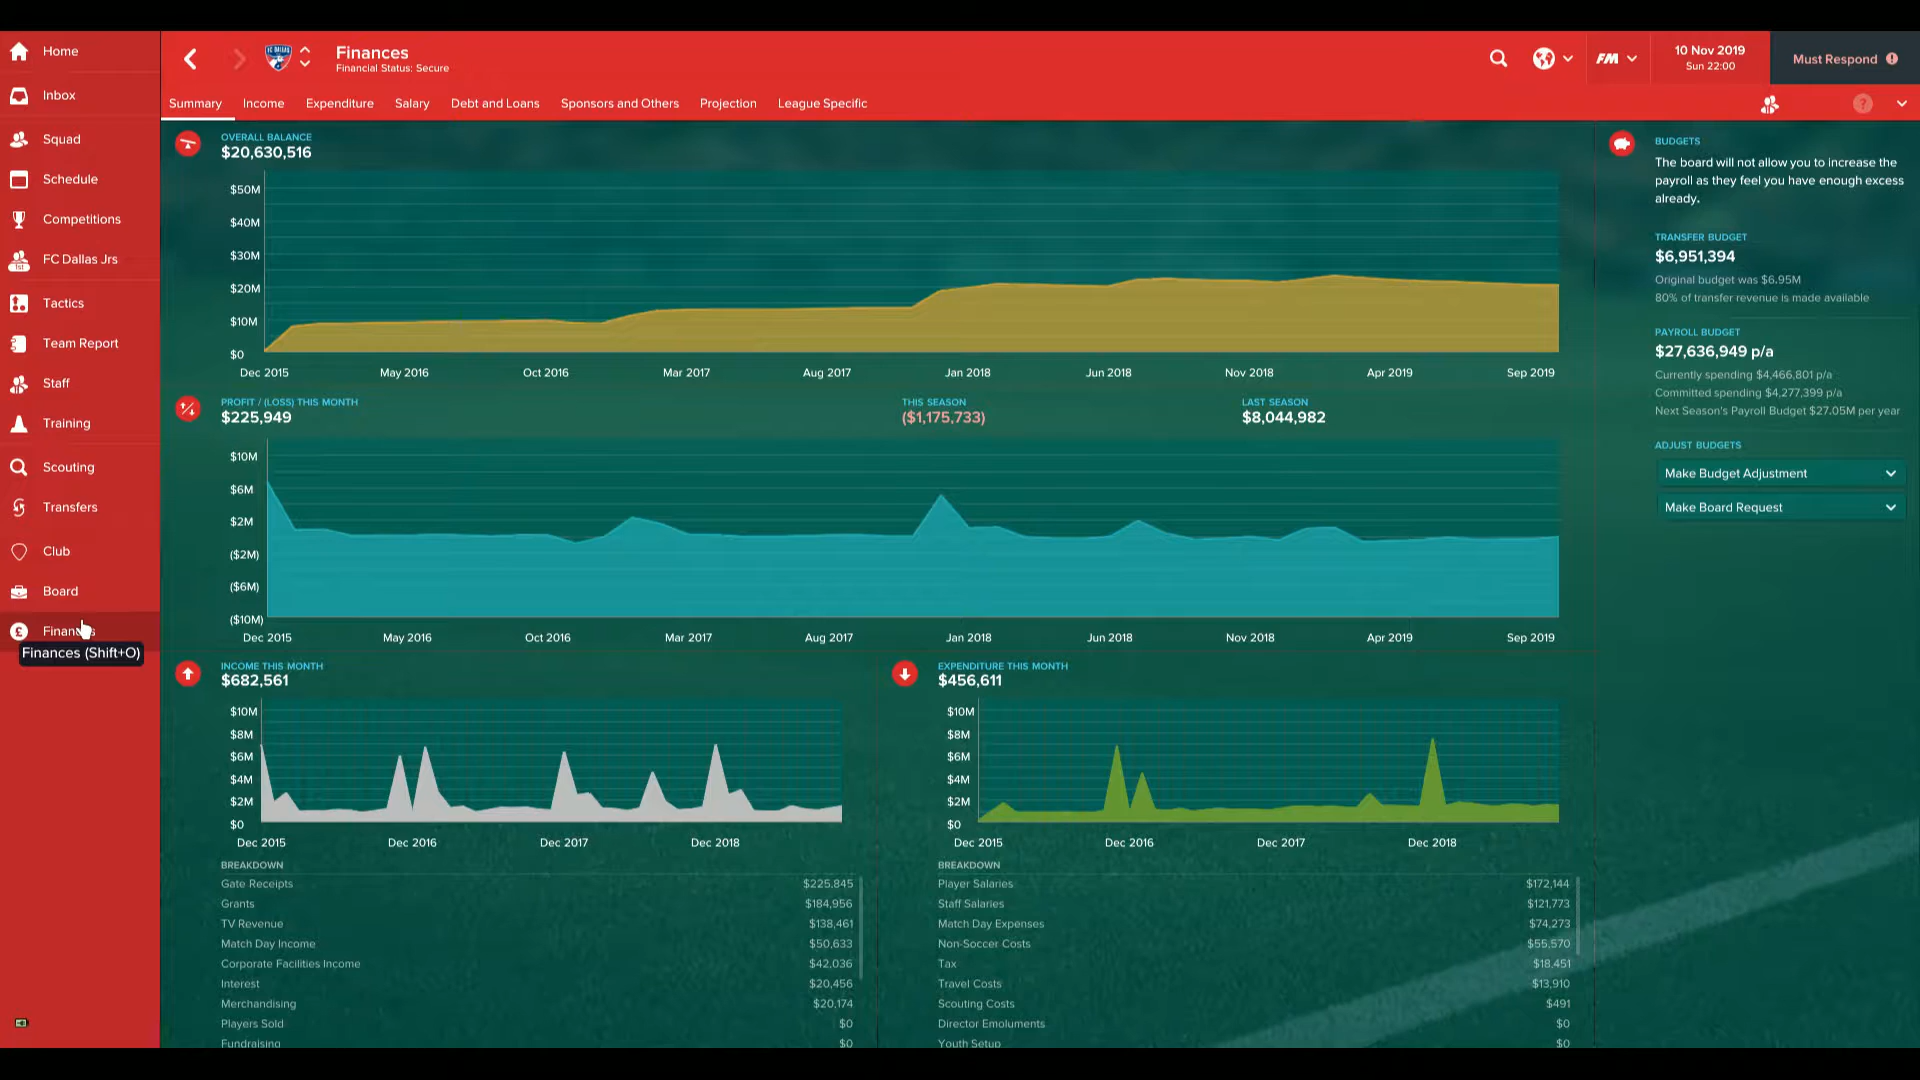 Home
Inbox
Squad
Schedule
Competitions
1st
FC Dallas Jrs
Tactics
Team Report
Staff
Training
Scouting
Transfers
Club
Board
Finances (Shift+O)
FC DALLAS
Finances
Financial Status: Secure
FM
10 Nov 2019
Sun 22:00
Must Respond
Summary Income Expenditure Salary Debt and Loans Sponsors and Others Projection League Specific
OVERALL BALANCE
$20,630,516
$50M
$40M
$30M
$20M
$10M
$0
Dec 2015 May 2016 Oct 2016 Mar 2017 Aug 2017 Jan 2018 Jun 2018 Nov 2018 Apr 2019 Sep 2019
PROFIT / (LOSS) THIS MONTH
$225,949
THIS SEASON
($1,175,733)
LAST SEASON
$8,044,982
$10M
$6M
$2M
($2M)
($6M)
($10M)
Dec 2015 May 2016 Oct 2016 Mar 2017 Aug 2017 Jan 2018 Jun 2018 Nov 2018 Apr 2019 Sep 2019
INCOME THIS MONTH
$682,561
$10M
$8M
$6M
$4M
$2M
$0
Dec 2015 Dec 2016 Dec 2017 Dec 2018
BREAKDOWN
Gate Receipts $225,845
Grants $184,956
TV Revenue $138,461
Match Day Income $50,633
Corporate Facilities Income $42,036
Interest $20,456
Merchandising $20,174
Players Sold $0
Fundraising $0
EXPENDITURE THIS MONTH
$456,611
$10M
$8M
$6M
$4M
$2M
$0
Dec 2015 Dec 2016 Dec 2017 Dec 2018
BREAKDOWN
Player Salaries $172,144
Staff Salaries $121,773
Match Day Expenses $74,273
Non-Soccer Costs $55,570
Tax $18,451
Travel Costs $13,910
Scouting Costs $491
Director Emoluments $0
Youth Setup $0
BUDGETS
The board will not allow you to increase the
payroll as they feel you have enough excess
already.
TRANSFER BUDGET
$6,951,394
Original budget was $6.95M
80% of transfer revenue is made available
PAYROLL BUDGET
$27,636,949 p/a
Currently spending $4,466,801 p/a
Committed spending $4,277,399 p/a
Next Season's Payroll Budget $27.05M per year
ADJUST BUDGETS
Make Budget Adjustment
Make Board Request